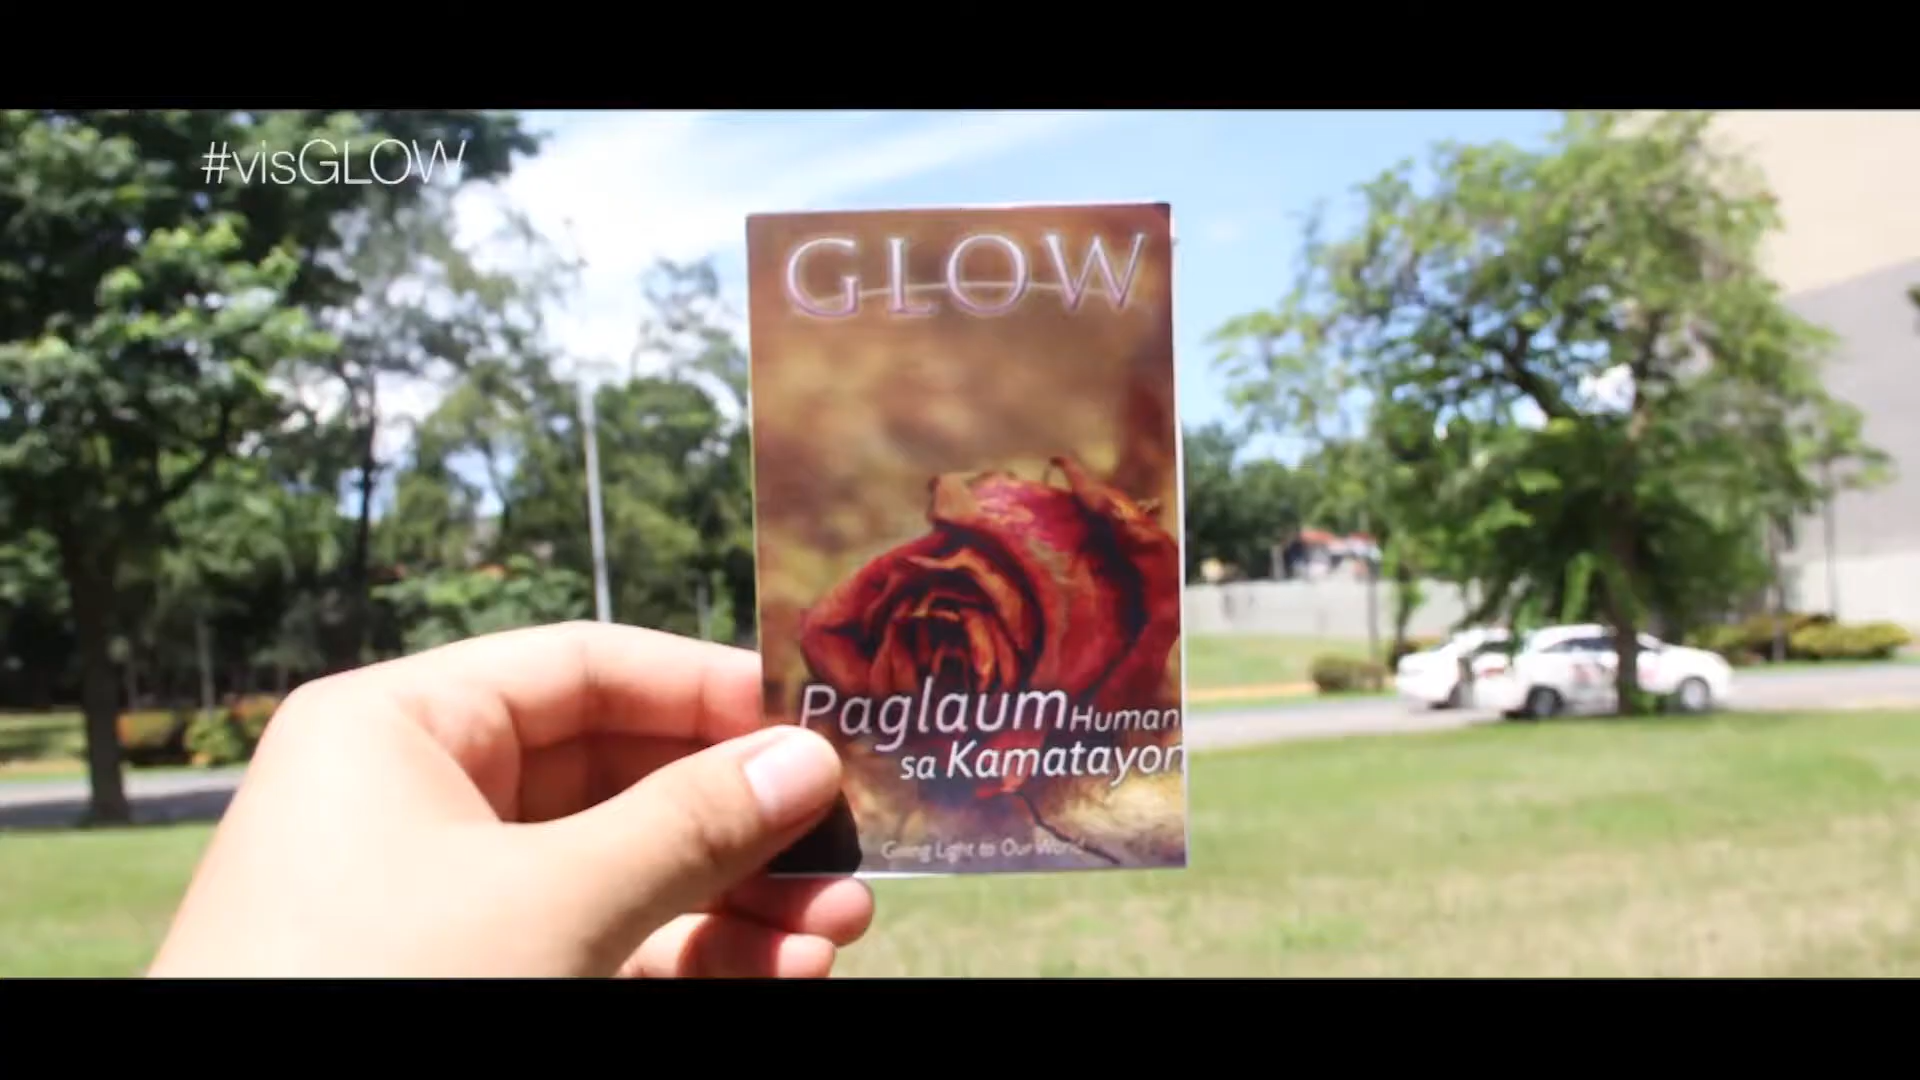 #visGLOW
GLOW
Paglaum Human
sa Kamatayon
Giving Light to Our World